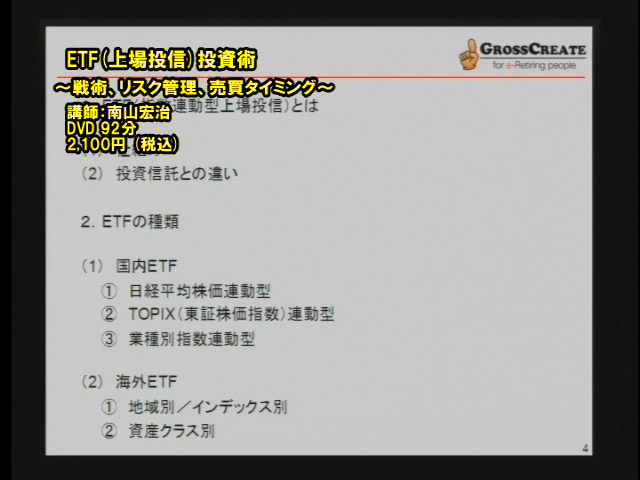 ETF(上場投信)投資術
～戦術、リスク管理、売買タイミング～
講師:南山宏治
DVD 92分
2,100円 (税込)
GROSSCREATE
for e-Retiring people
連動型上場投信)とは
(2) 投資信託との違い
2. ETFの種類
(1) 国内ETF
① 日経平均株価連動型
② TOPIX(東証株価指数)連動型
③ 業種別指数連動型
(2) 海外ETF
① 地域別／インデックス別
② 資産クラス別
4